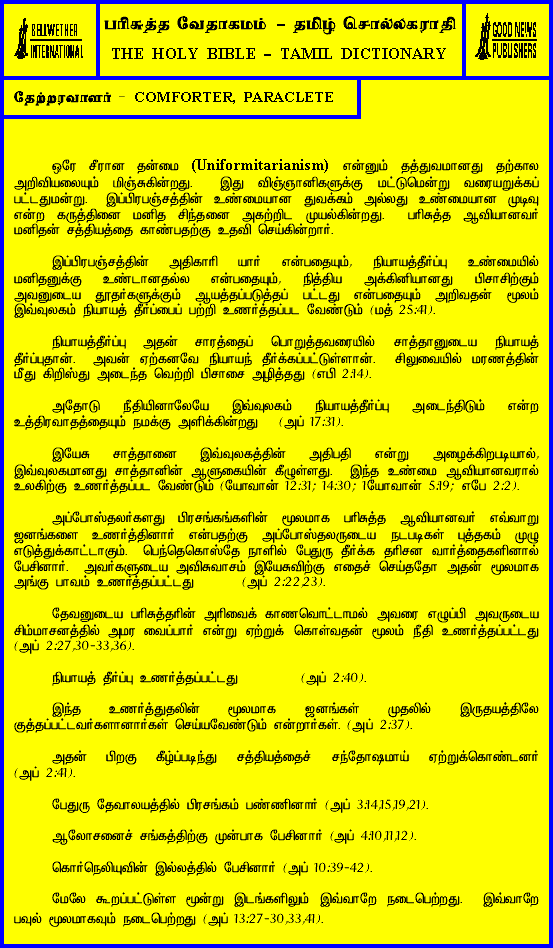 BELLWETHER
INTERNATIONAL
பரிசுத்த வேதாகமம் – தமிழ் சொல்லகராதி
THE HOLY BIBLE – TAMIL DICTIONARY
GOOD NEWS
PUBLISHERS
தேற்றரவாளர் – COMFORTER, PARACLETE
ஒரே சீரான தன்மை (Uniformitarianism) என்னும் தத்துவமானது தற்கால
அறிவியலையும் மிஞ்சுகின்றது. இது விஞ்ஞானிகளுக்கு மட்டுமென்று வரையறுக்கப்
பட்டதுமன்று. இப்பிரபஞ்சத்தின் உண்மையான துவக்கம் அல்லது உண்மையான முடிவு
என்ற கருத்தினை மனித சிந்தனை அகற்றிட முயல்கின்றது. பரிசுத்த ஆவியானவர்
மனிதன் சத்தியத்தை காண்பதற்கு உதவி செய்கின்றார்.
இப்பிரபஞ்சத்தின் அதிகாரி யார் என்பதையும், நியாயத்தீர்ப்பு உண்மையில்
மனிதனுக்கு உண்டானதல்ல என்பதையும், நித்திய அக்கினியானது பிசாசிற்கும்
அவனுடைய தூதர்களுக்கும் ஆயத்தப்படுத்தப் பட்டது என்பதையும் அறிவதன் மூலம்
இவ்வுலகம் நியாயத் தீர்ப்பைப் பற்றி உணர்த்தப்பட வேண்டும் (மத் 25:41).
நியாயத்தீர்ப்பு அதன் சாரத்தைப் பொறுத்தவரையில் சாத்தானுடைய நியாயத்
தீர்ப்புதான். அவன் ஏற்கனவே நியாயந் தீர்க்கப்பட்டுள்ளான். சிலுவையில் மரணத்தின்
மீது கிறிஸ்து அடைந்த வெற்றி பிசாசை அழித்தது (எபி 2:14).
அதோடு நீதியினாலேயே இவ்வுலகம் நியாயத்தீர்ப்பு அடைந்திடும் என்ற
உத்திரவாதத்தையும் நமக்கு அளிக்கின்றது (அப் 17:31).
இயேசு சாத்தானை இவ்வுலகத்தின் அதிபதி என்று அழைக்கிறபடியால்,
இவ்வுலகமானது சாத்தானின் ஆளுகையின் கீழுள்ளது. இந்த உண்மை ஆவியானவரால்
உலகிற்கு உணர்த்தப்பட வேண்டும் (யோவான் 12:31; 14:30; 1யோவான் 5:19; எபே 2:2).
அப்போஸ்தலர்களது பிரசங்கங்களின் மூலமாக பரிசுத்த ஆவியானவர் எவ்வாறு
ஜனங்களை உணர்த்தினார் என்பதற்கு அப்போஸ்தலருடைய நடபடிகள் புத்தகம் முழு
எடுத்துக்காட்டாகும். பெந்தெகொஸ்தே நாளில் பேதுரு தீர்க்க தரிசன வார்த்தைகளினால்
பேசினார். அவர்களுடைய அவிசுவாசம் இயேசுவிற்கு எதைச் செய்ததோ அதன் மூலமாக
அங்கு பாவம் உணர்த்தப்பட்டது (அப் 2:22,23).
தேவனுடைய பரிசுத்தரின் அரிவைக் காணவொட்டாமல் அவரை எழுப்பி அவருடைய
சிம்மாசனத்தில் அமர வைப்பார் என்று ஏற்றுக் கொள்வதன் மூலம் நீதி உணர்த்தப்பட்டது
(அப் 2:27,30-33,36).
நியாயத் தீர்ப்பு உணர்த்தப்பட்டது (அப் 2:40).
இந்த உணர்த்துதலின் மூலமாக ஜனங்கள் முதலில் இருதயத்திலே
குத்தப்பட்டவர்களானார்கள் செய்யவேண்டும் என்றார்கள். (அப் 2:37).
அதன் பிறகு கீழ்ப்படிந்து சத்தியத்தைச் சந்தோஷமாய் ஏற்றுக்கொண்டனர்
(அப் 2:41).
பேதுரு தேவாலயத்தில் பிரசங்கம் பண்ணினார் (அப் 3:14,15,19,21).
ஆலோசனைச் சங்கத்திற்கு முன்பாக பேசினார் (அப் 4:10,11,12).
கொர்நெலியுவின் இல்லத்தில் பேசினார் (அப் 10:39-42).
மேலே கூறப்பட்டுள்ள மூன்று இடங்களிலும் இவ்வாறே நடைபெற்றது. இவ்வாறே
பவுல் மூலமாகவும் நடைபெற்றது (அப் 13:27-30,33,41).